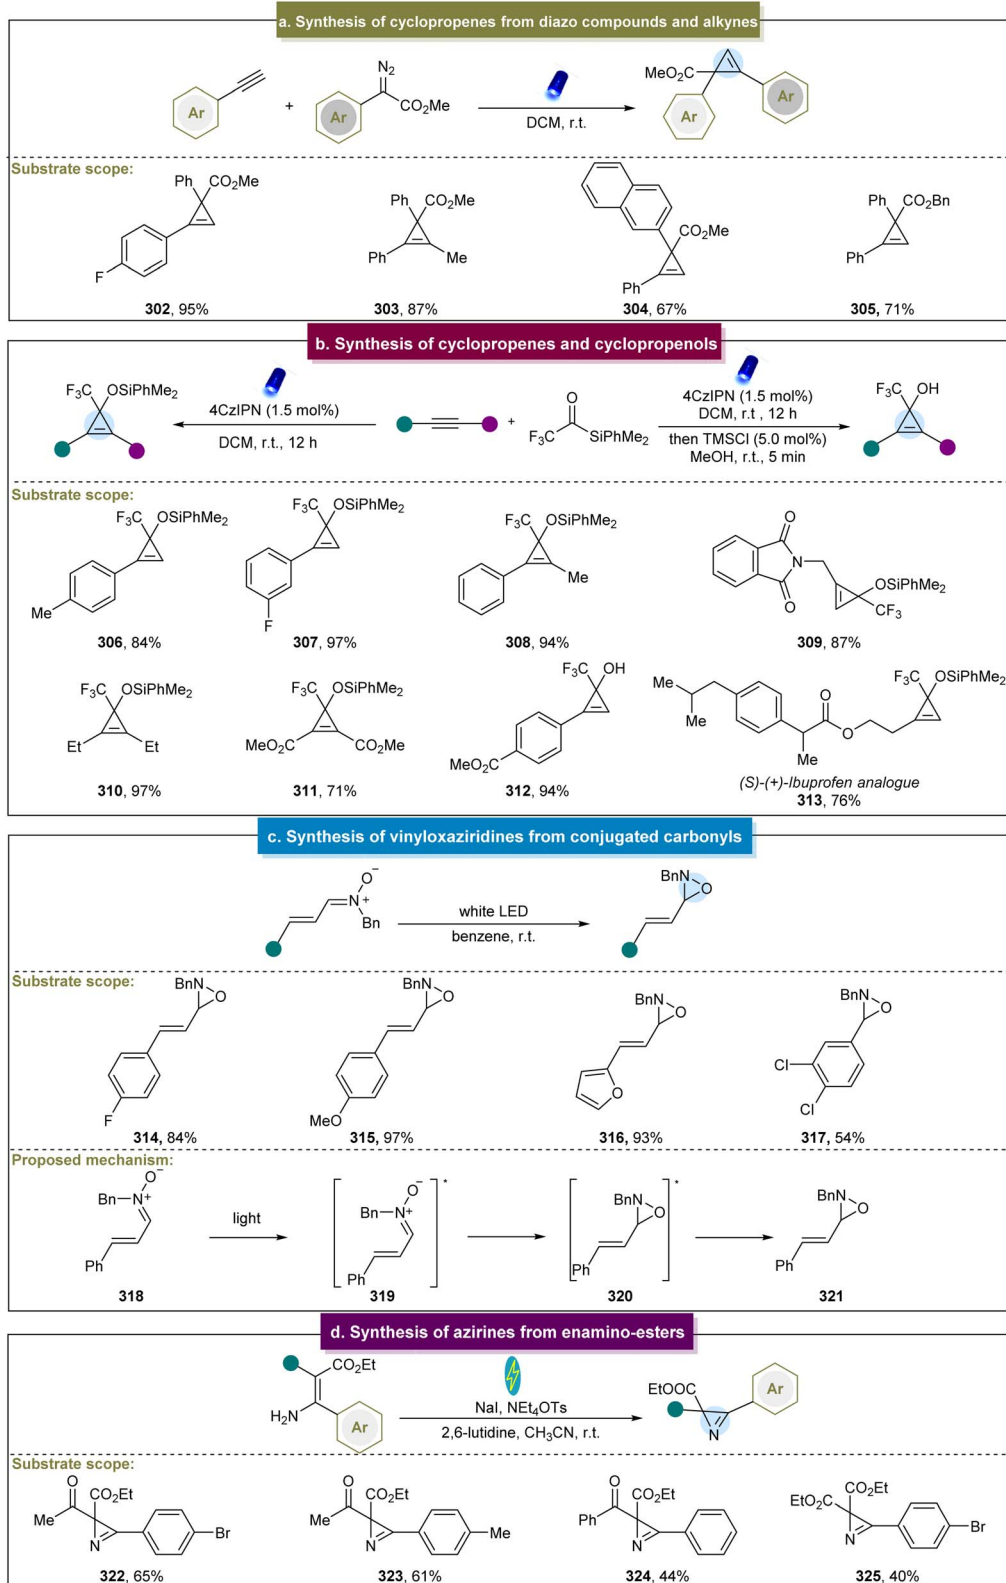 a. Synthesis of cyclopropenes from diazo compounds and alkynes
Ar
+
N2
Ar
CO2Me
DCM, r.t.
MeO2C
Ar
Ar
Substrate scope:
Ph
CO2Me
F
302, 95%
Ph
CO2Me
Ph
Me
303, 87%
CO2Me
Ph
304, 67%
Ph
CO2Bn
Ph
305, 71%
b. Synthesis of cyclopropenes and cyclopropenols
F3C OSiPhMe2
4CzIPN (1.5 mol%)
DCM, r.t., 12 h
+
O
F3C
SiPhMe2
4CzIPN (1.5 mol%)
DCM, r.t , 12 h
then TMSCl (5.0 mol%)
MeOH, r.t., 5 min
F3C OH
Substrate scope:
F3C OSiPhMe2
Me
306, 84%
F3C OSiPhMe2
F
307, 97%
F3C OSiPhMe2
Me
308, 94%
O
N
O
OSiPhMe2
CF3
309, 87%
F3C OSiPhMe2
Et
Et
310, 97%
F3C OSiPhMe2
MeO2C
CO2Me
311, 71%
F3C OH
MeO2C
312, 94%
Me
Me
Me
O
O
F3C OSiPhMe2
(S)-(+)-Ibuprofen analogue
313, 76%
c. Synthesis of vinyloxaziridines from conjugated carbonyls
O−
N+
Bn
white LED
benzene, r.t.
BnN
O
Substrate scope:
BnN
O
F
314, 84%
BnN
O
MeO
315, 97%
BnN
O
O
316, 93%
BnN
O
Cl
Cl
317, 54%
Proposed mechanism:
O−
Bn N+
Ph
318
light
O−
Bn N+
Ph
*
319
BnN
O
Ph
*
320
BnN
O
Ph
321
d. Synthesis of azirines from enamino-esters
CO2Et
H2N
Ar
NaI, NEt4OTs
2,6-lutidine, CH3CN, r.t.
EtOOC
N
Ar
Substrate scope:
O
CO2Et
Me
N
Br
322, 65%
O
CO2Et
Me
N
Me
323, 61%
O
CO2Et
Ph
N
324, 44%
CO2Et
EtO2C
N
Br
325, 40%